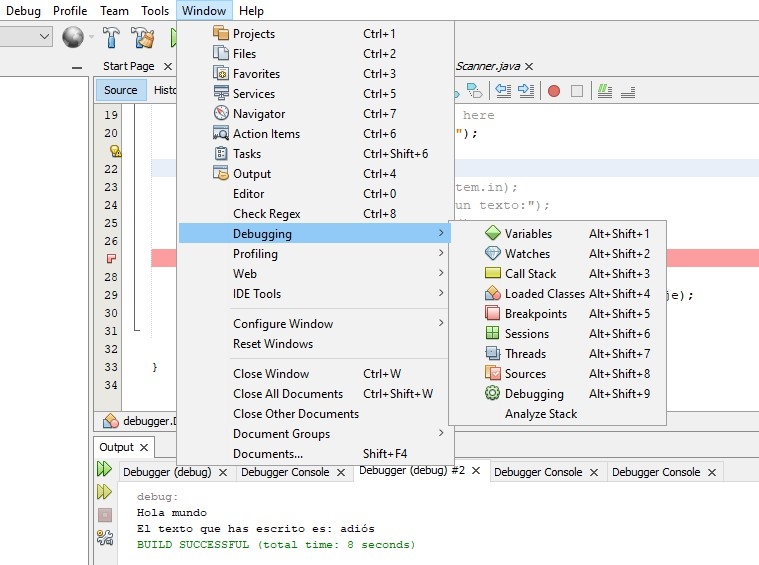 Debug Profile Team Tools Window Help
Start Page Scanner.java
Source Histo
Projects Ctrl+1
Files Ctrl+2
Favorites Ctrl+3
Services Ctrl+5
Navigator Ctrl+7
Action Items Ctrl+6
Tasks Ctrl+Shift+6
Output Ctrl+4
Editor Ctrl+0
Check Regex Ctrl+8
Debugging >
Profiling >
Web >
IDE Tools >
Configure Window >
Reset Windows
Close Window Ctrl+W
Close All Documents Ctrl+Shift+W
Close Other Documents
Document Groups >
Documents... Shift+F4
Variables Alt+Shift+1
Watches Alt+Shift+2
Call Stack Alt+Shift+3
Loaded Classes Alt+Shift+4
Breakpoints Alt+Shift+5
Sessions Alt+Shift+6
Threads Alt+Shift+7
Sources Alt+Shift+8
Debugging Alt+Shift+9
Analyze Stack
19 here
20 ");
22
23 tem.in);
24 un texto:");
25
26
28
29 je);
30
31
32
33 }
34
debugger.D
Output
Debugger (debug) Debugger Console Debugger (debug) #2 Debugger Console Debugger Console
debug:
Hola mundo
El texto que has escrito es: adiós
BUILD SUCCESSFUL (total time: 8 seconds)